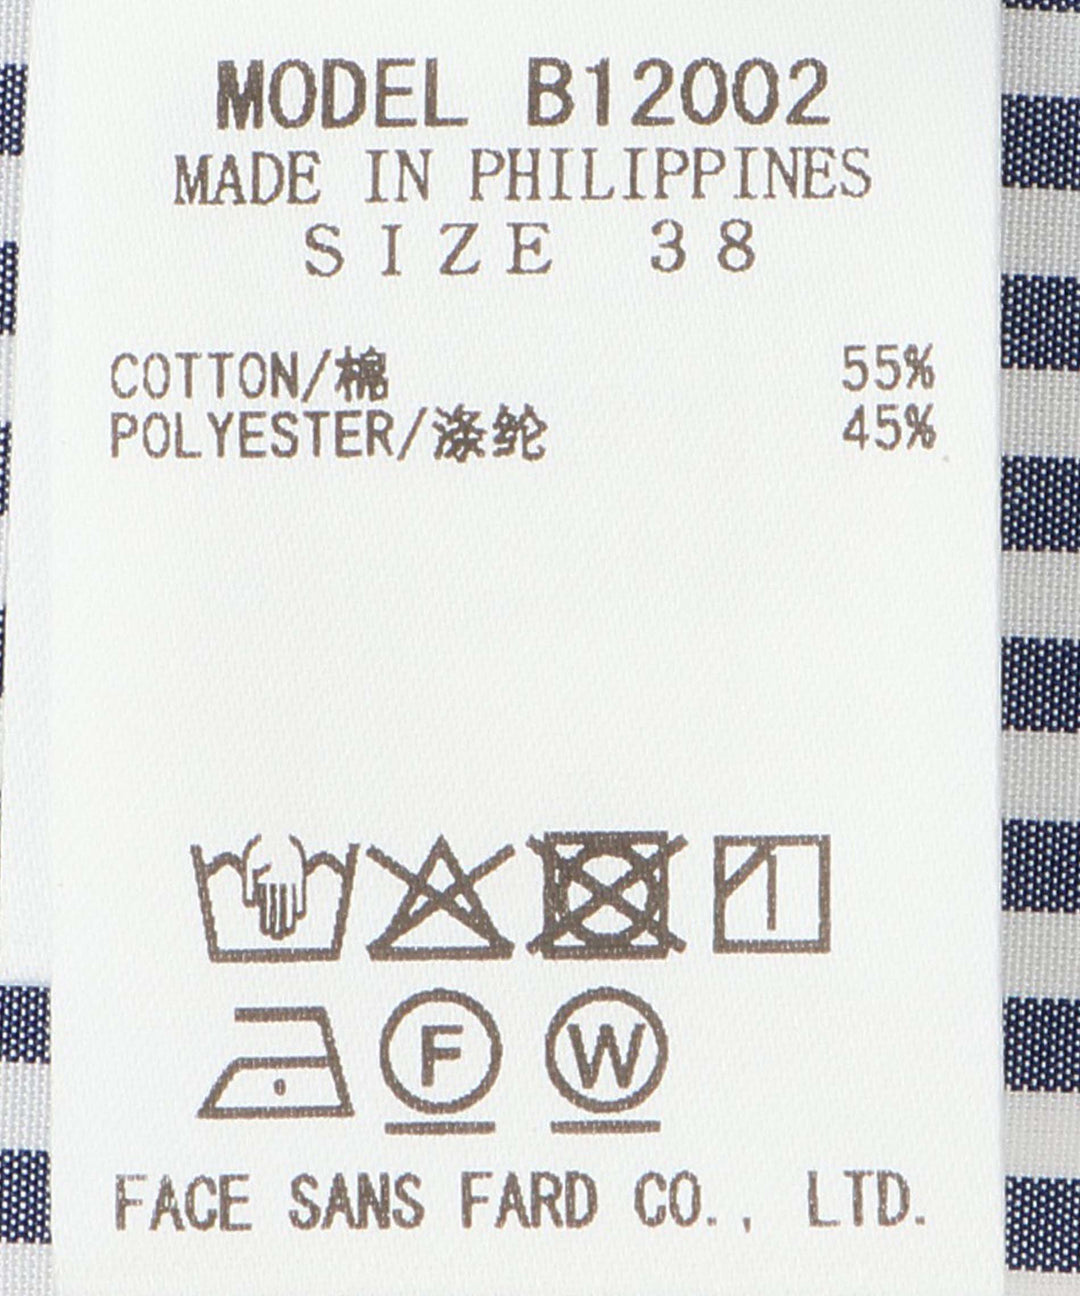 MODEL B12002
MADE IN PHILIPPINES
SIZE 38
COTTON/棉 55%
POLYESTER/涤纶 45%
F W
FACE SANS FARD CO., LTD.